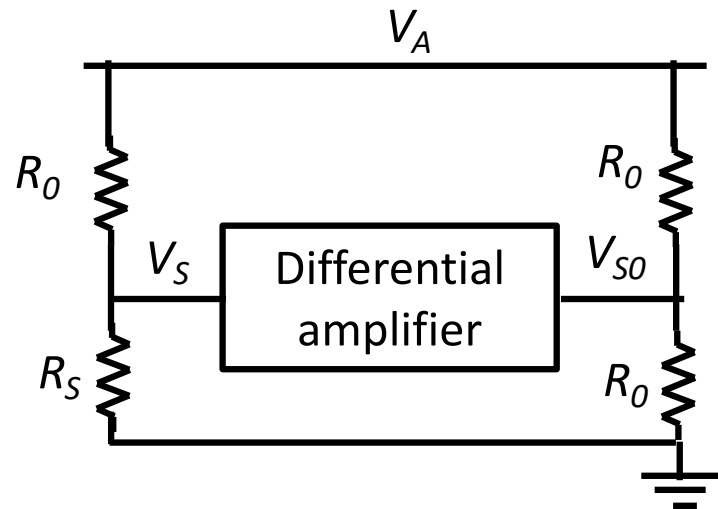 V_A
R_0
R_0
V_S
Differential
amplifier
V_S0
R_S
R_0